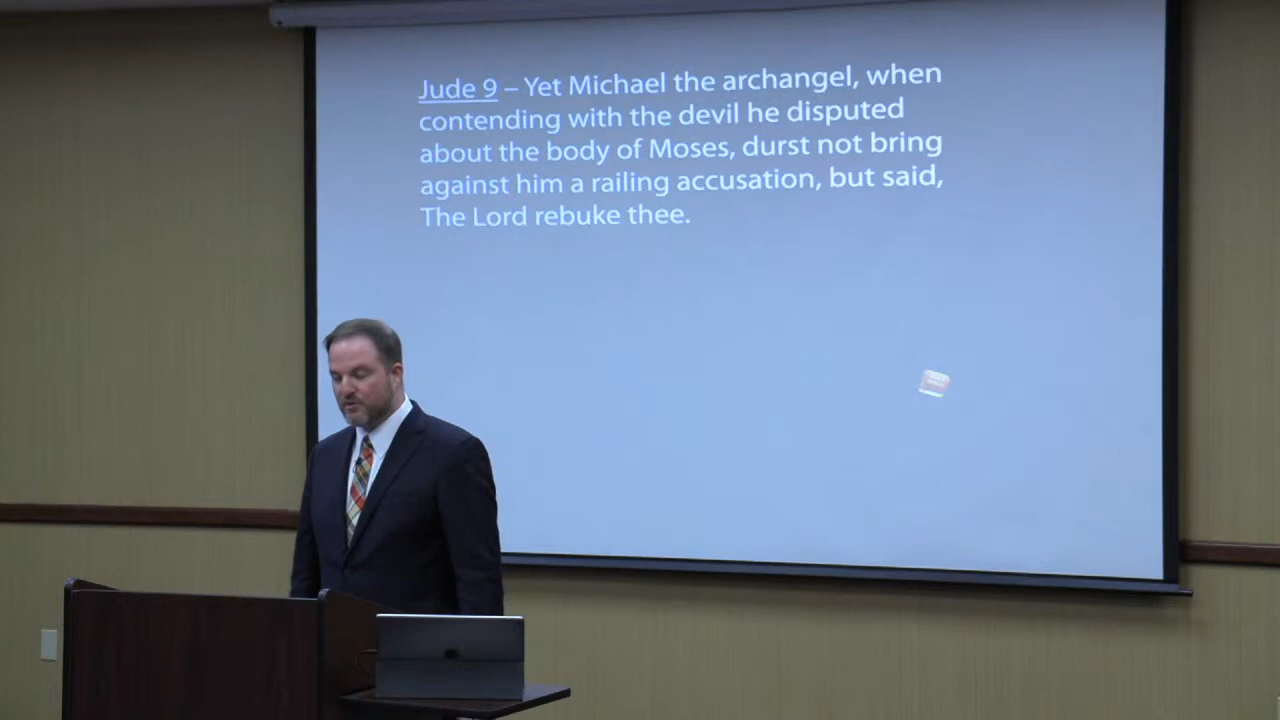 Jude 9 – Yet Michael the archangel, when
contending with the devil he disputed
about the body of Moses, durst not bring
against him a railing accusation, but said,
The Lord rebuke thee.